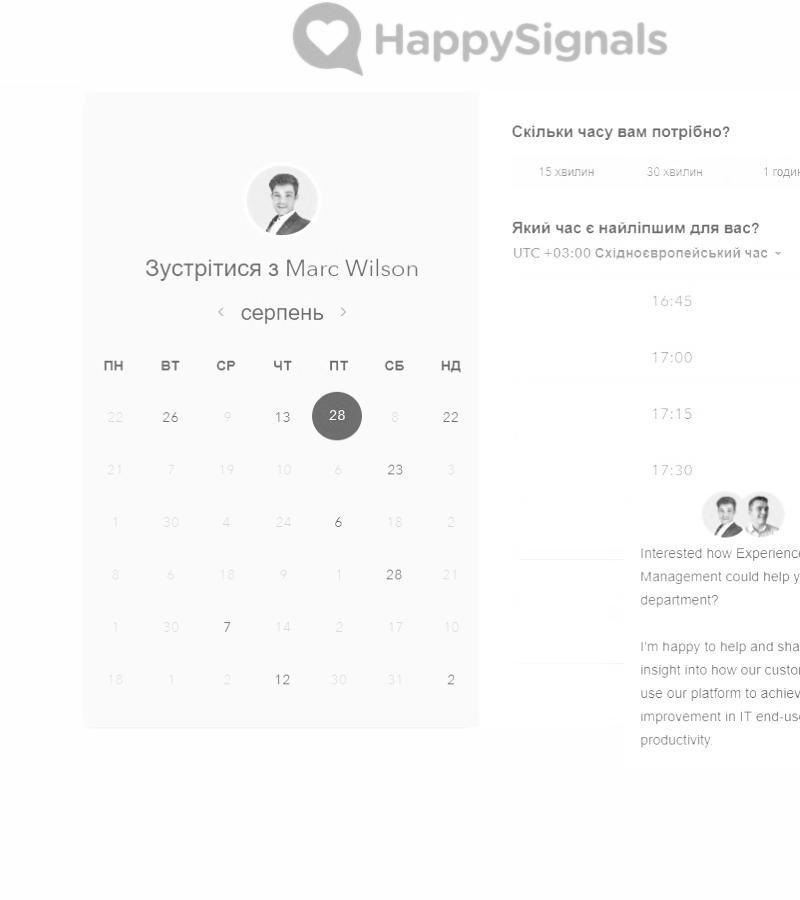 HappySignals
Скільки часу вам потрібно?
15 хвилин 30 хвилин 1 годин
Який час є найліпшим для вас?
UTC +03:00 Східноєвропейський час
Зустрітися з Marc Wilson
серпень
16:45
17:00
17:15
17:30
ПН ВТ СР ЧТ ПТ СБ НД
22 26 9 13 28 8 22
21 7 19 10 6 23 3
1 30 4 24 6 18 2
8 6 18 9 1 28 21
1 30 7 14 2 17 10
18 1 2 12 30 31 2
Interested how Experience
Management could help y
department?
I'm happy to help and sha
insight into how our custo
use our platform to achiev
improvement in IT end-us
productivity.